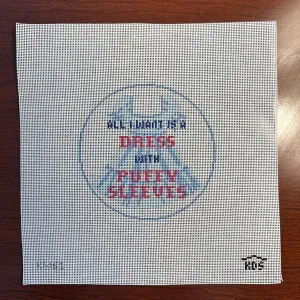 ALL I WANT IS A
DRESS
WITH
PUFFY
SLEEVES
KDS